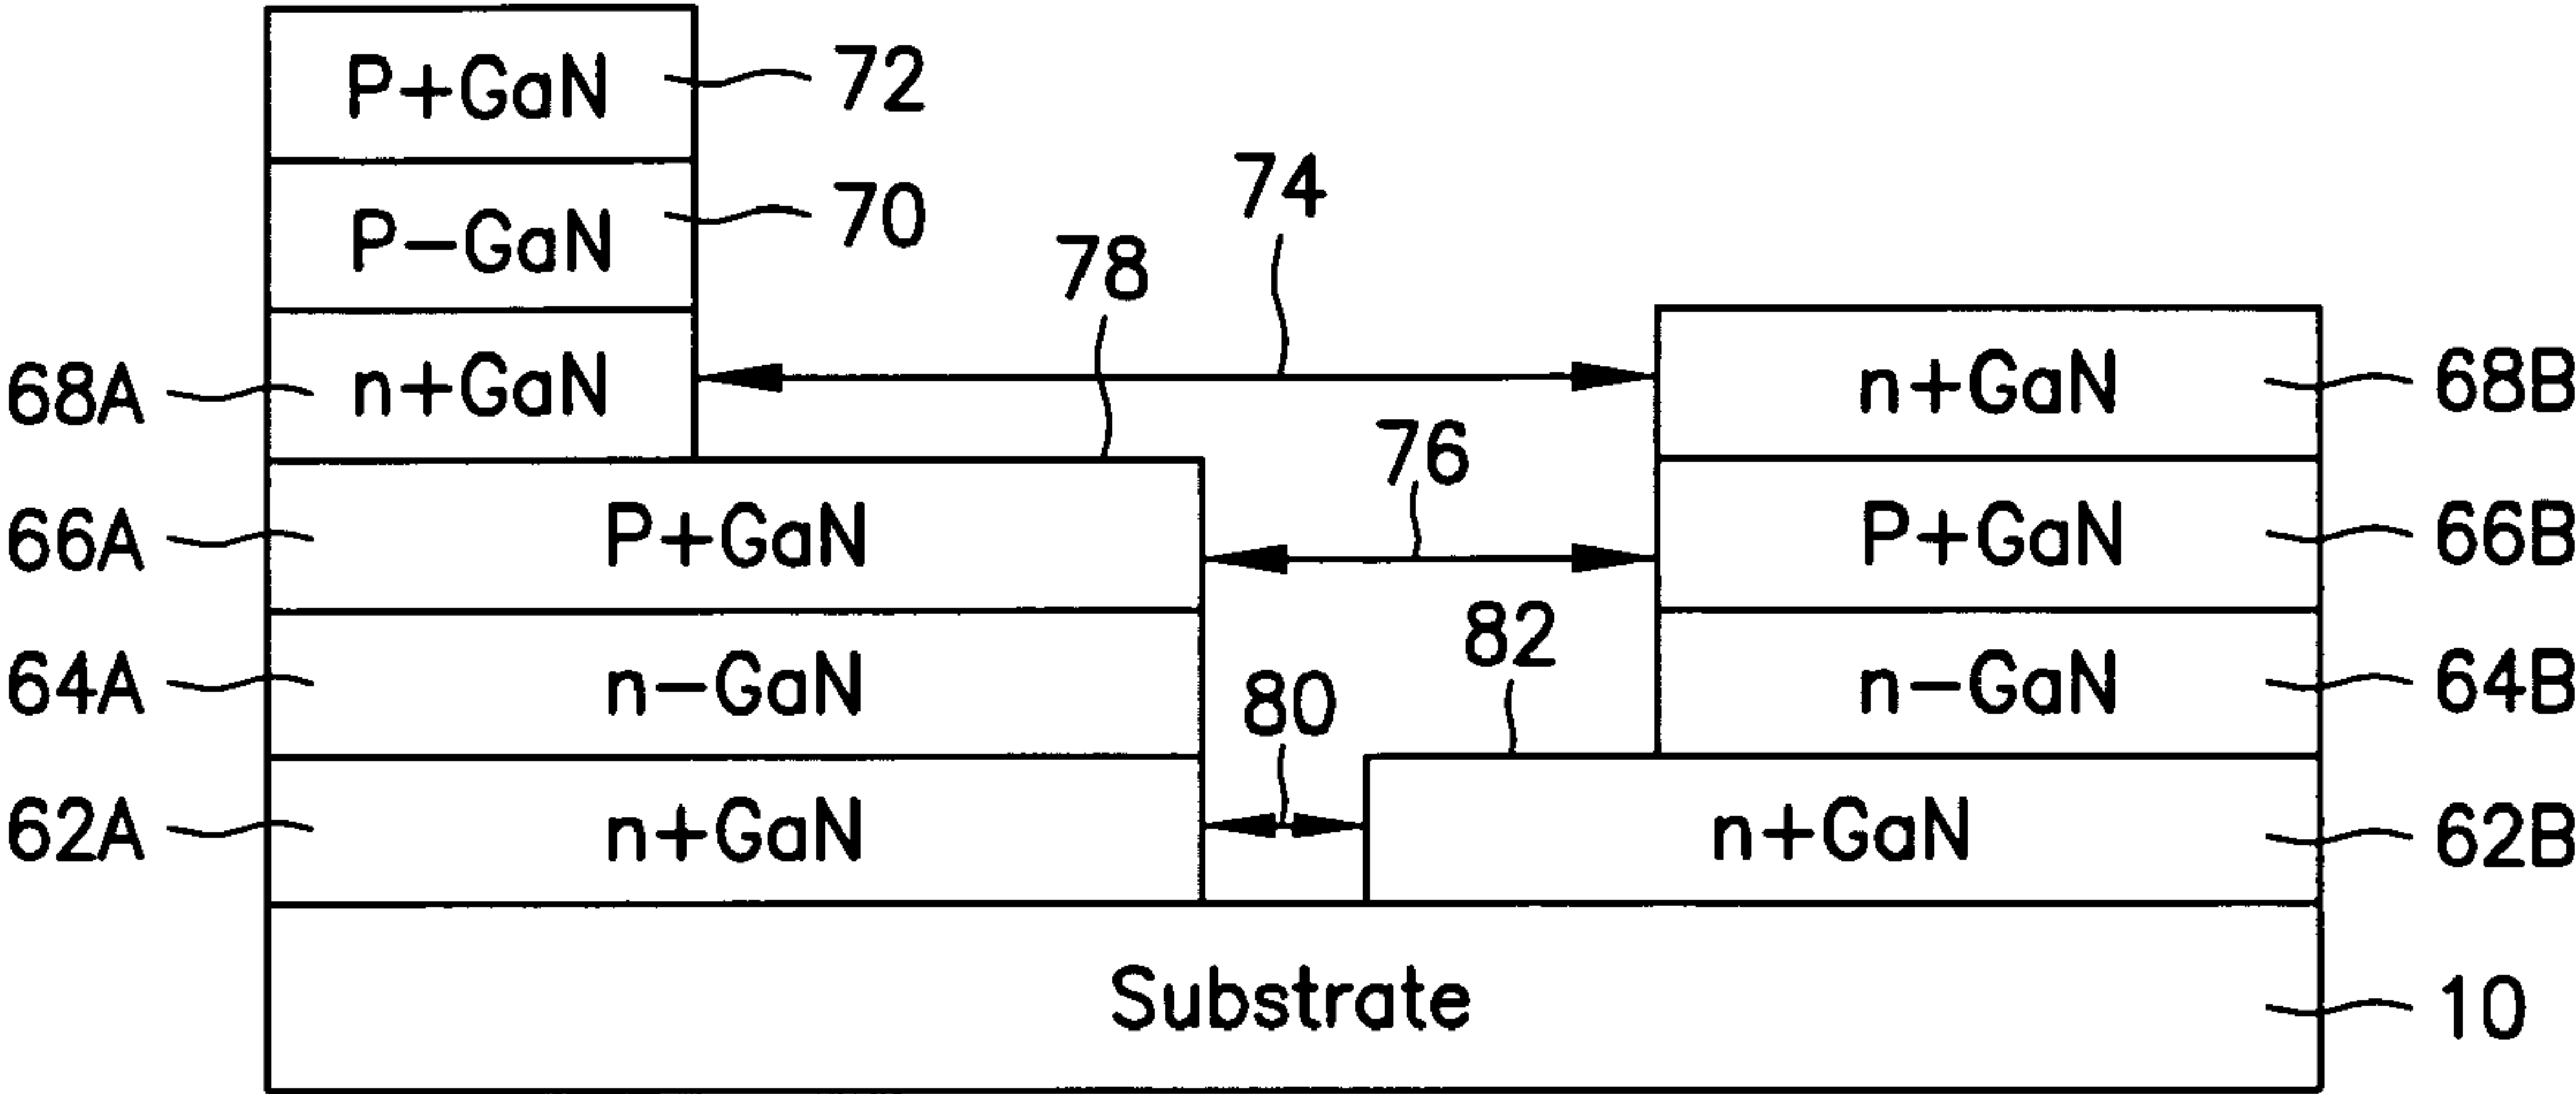 P+GaN 72
P-GaN 70
74
78
68A n+GaN n+GaN 68B
76
66A P+GaN P+GaN 66B
82
64A n-GaN n-GaN 64B
80
62A n+GaN n+GaN 62B
Substrate 10